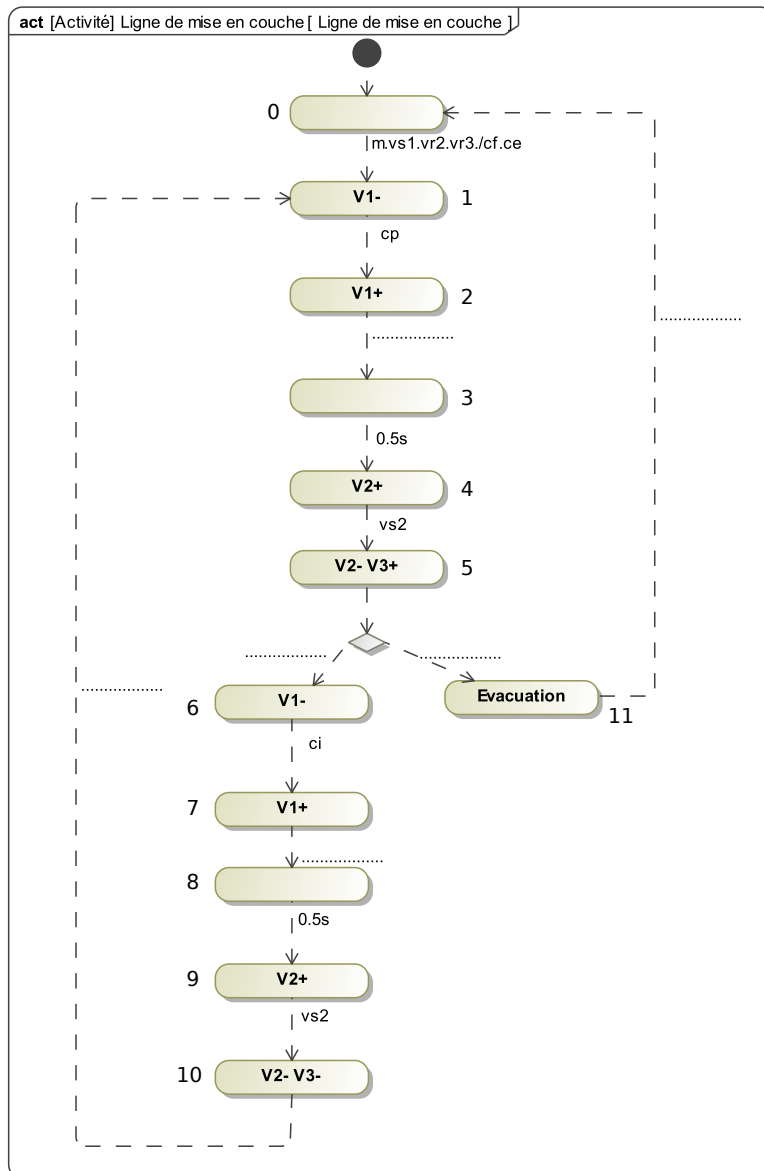 act [Activité] Ligne de mise en couche [ Ligne de mise en couche ]
0
m.vs1.vr2.vr3./cf.ce
V1-
1
cp
V1+
2
....................
....................
3
0.5s
V2+
4
vs2
V2- V3+
5
....................
....................
....................
6
V1-
Evacuation
11
ci
7
V1+
....................
8
0.5s
9
V2+
vs2
10
V2- V3-